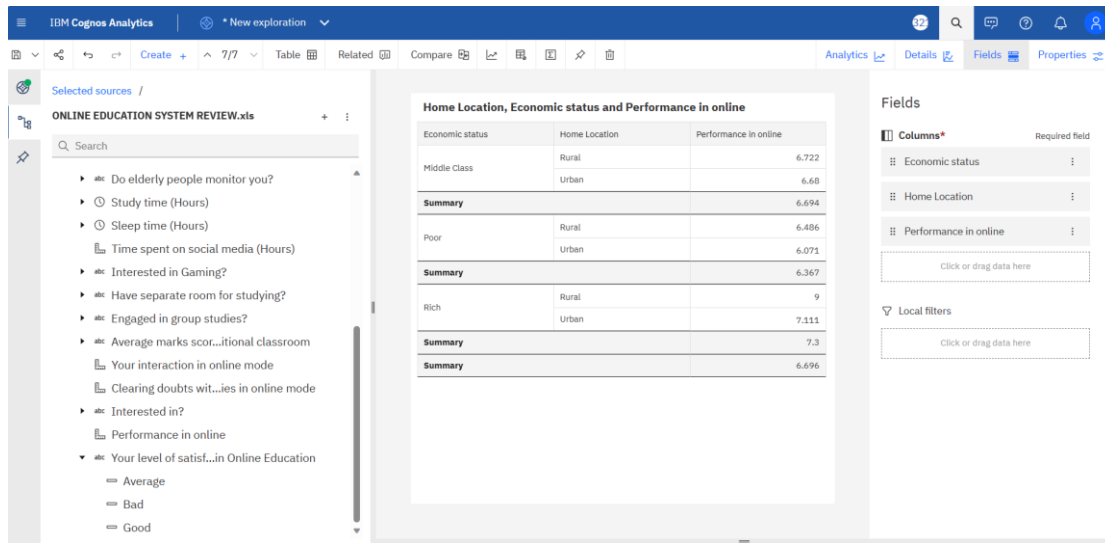 IBM Cognos Analytics
* New exploration
Create +
7/7
Table
Related
Compare
Analytics
Details
Fields
Properties
Selected sources /
ONLINE EDUCATION SYSTEM REVIEW.xls
Search
abc Do elderly people monitor you?
Study time (Hours)
Sleep time (Hours)
Time spent on social media (Hours)
abc Interested in Gaming?
abc Have separate room for studying?
abc Engaged in group studies?
abc Average marks scor...itional classroom
Your interaction in online mode
Clearing doubts wit...ies in online mode
abc Interested in?
Performance in online
abc Your level of satisf...in Online Education
Average
Bad
Good
Home Location, Economic status and Performance in online
Economic status Home Location Performance in online
Middle Class Rural 6.722
Urban 6.68
Summary 6.694
Poor Rural 6.486
Urban 6.071
Summary 6.367
Rich Rural 9
Urban 7.111
Summary 7.3
Summary 6.696
Fields
Columns* Required field
Economic status
Home Location
Performance in online
Click or drag data here
Local filters
Click or drag data here